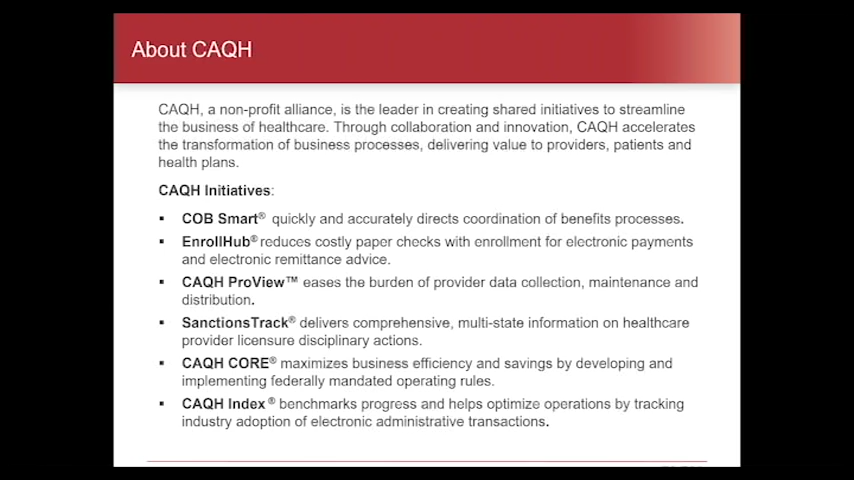 About CAQH
CAQH, a non-profit alliance, is the leader in creating shared initiatives to streamline
the business of healthcare. Through collaboration and innovation, CAQH accelerates
the transformation of business processes, delivering value to providers, patients and
health plans.
CAQH Initiatives:
▪ COB Smart® quickly and accurately directs coordination of benefits processes.
▪ EnrollHub® reduces costly paper checks with enrollment for electronic payments
and electronic remittance advice.
▪ CAQH ProView™ eases the burden of provider data collection, maintenance and
distribution.
▪ SanctionsTrack® delivers comprehensive, multi-state information on healthcare
provider licensure disciplinary actions.
▪ CAQH CORE® maximizes business efficiency and savings by developing and
implementing federally mandated operating rules.
▪ CAQH Index ® benchmarks progress and helps optimize operations by tracking
industry adoption of electronic administrative transactions.